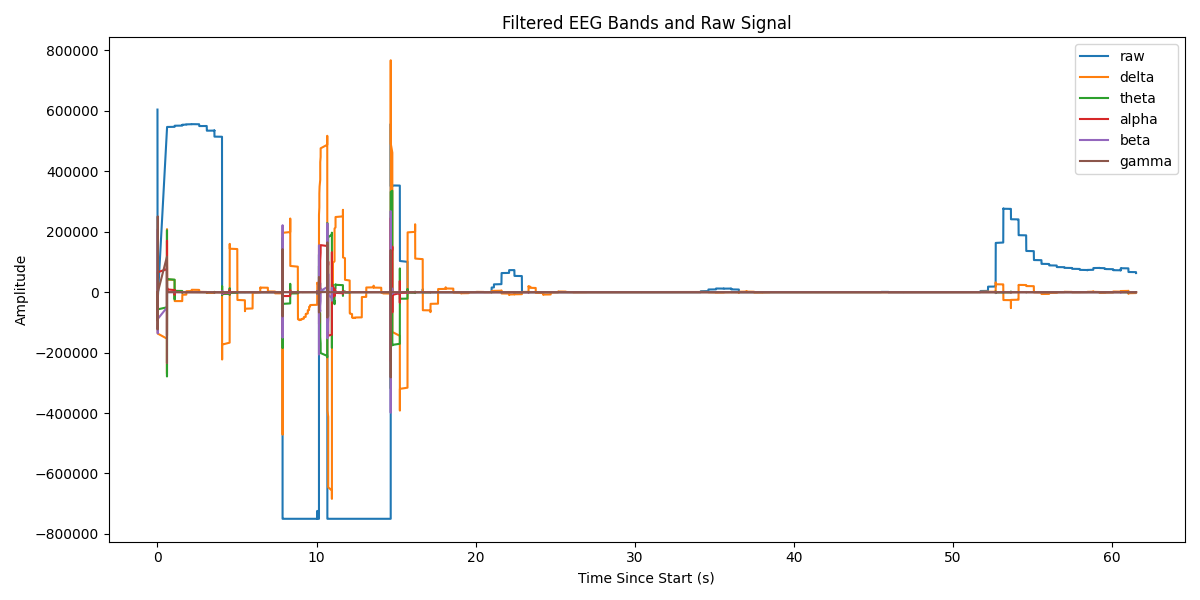 Filtered EEG Bands and Raw Signal
800000
600000
400000
200000
0
−200000
−400000
−600000
−800000
Amplitude
raw
delta
theta
alpha
beta
gamma
0 10 20 30 40 50 60
Time Since Start (s)